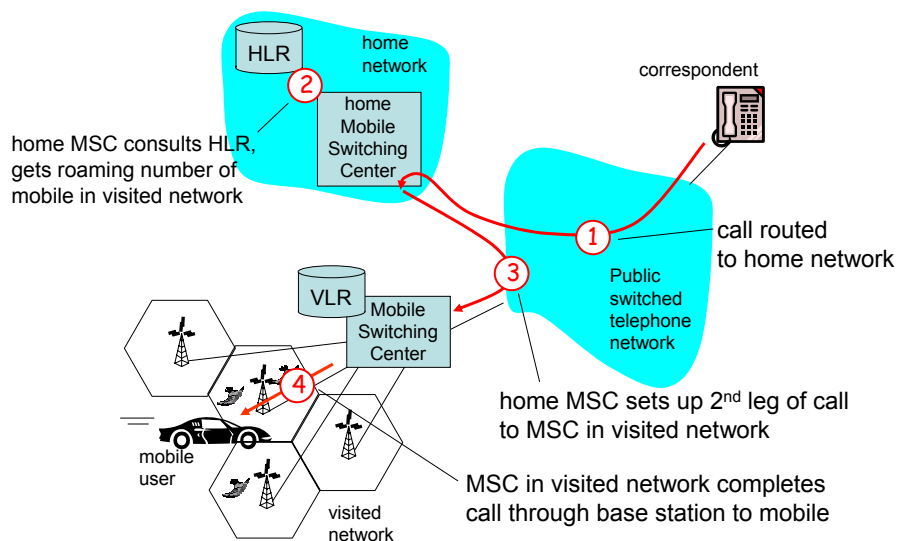 HLR
home
network
2
home
Mobile
Switching
Center
correspondent
home MSC consults HLR,
gets roaming number of
mobile in visited network
1
call routed
to home network
3
Public
switched
telephone
network
VLR
Mobile
Switching
Center
4
home MSC sets up 2nd leg of call
to MSC in visited network
mobile
user
MSC in visited network completes
call through base station to mobile
visited
network